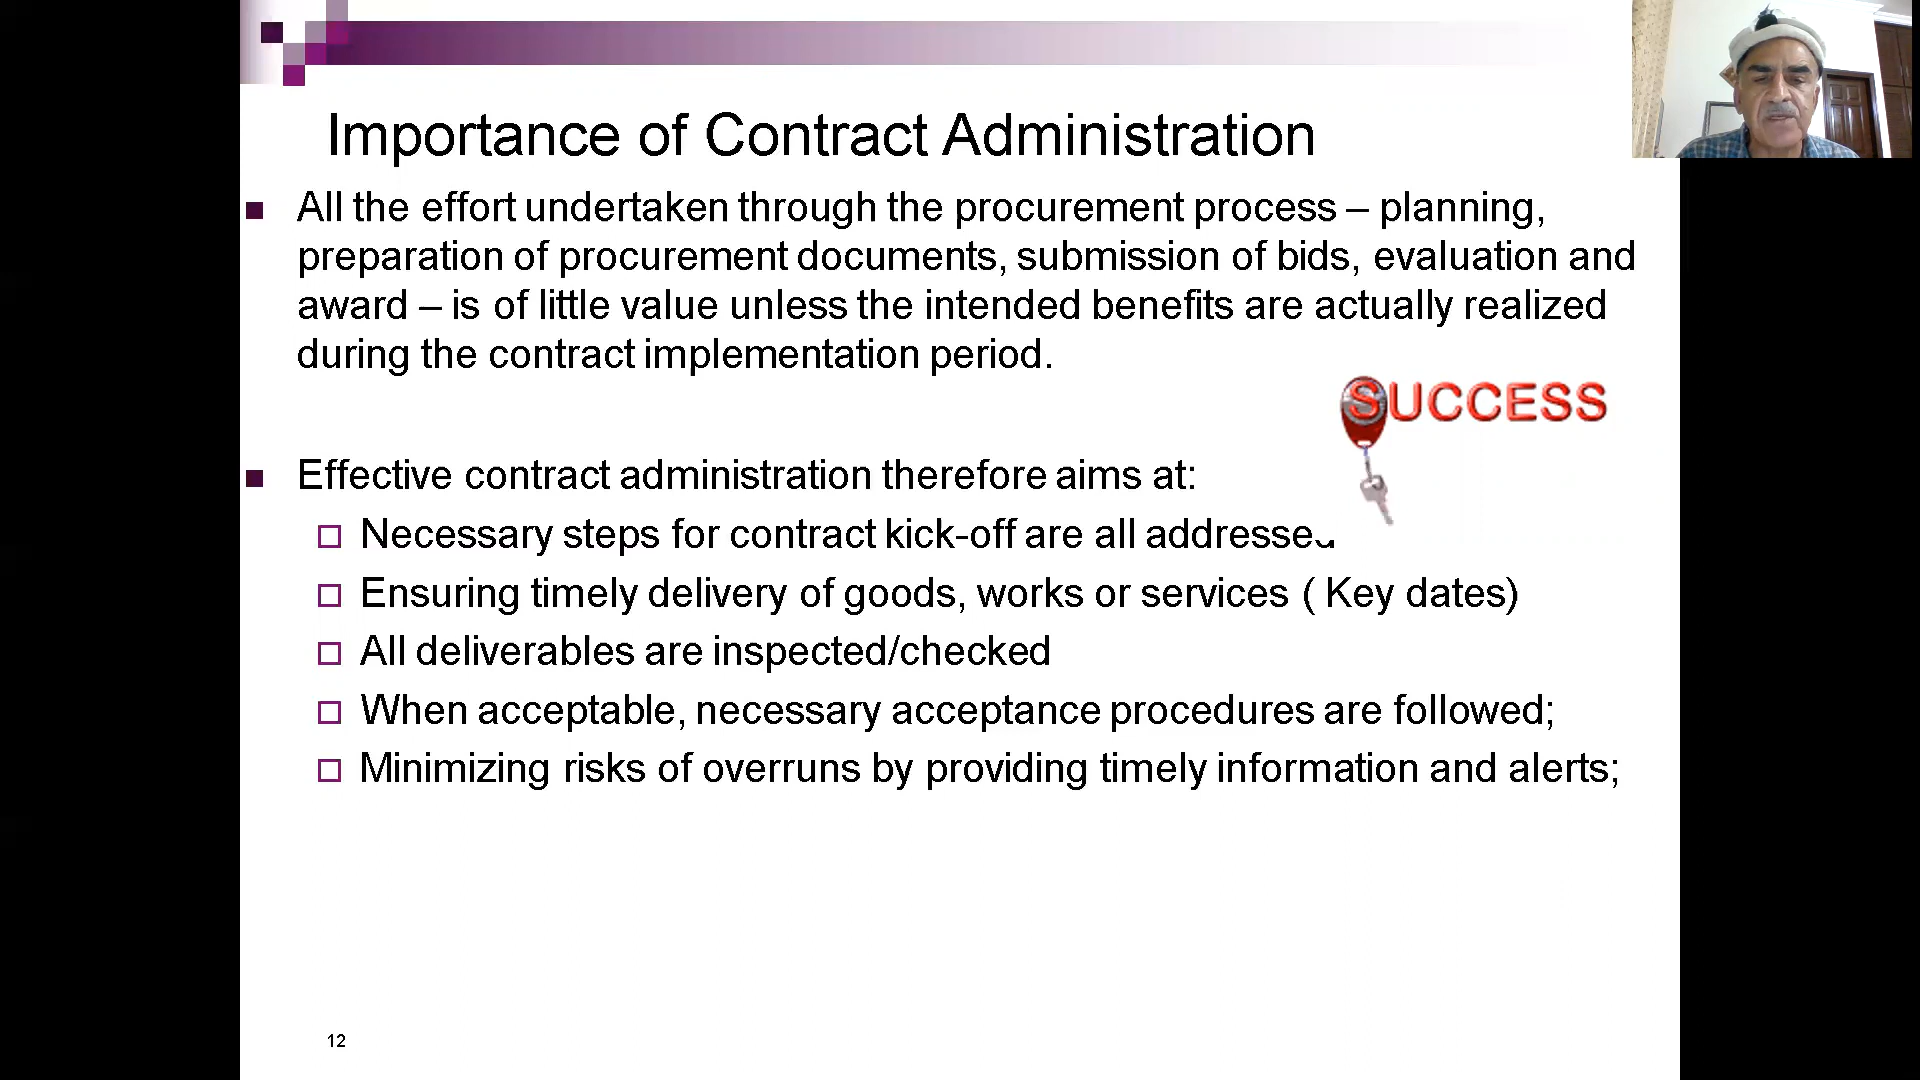 Importance of Contract Administration
All the effort undertaken through the procurement process – planning,
preparation of procurement documents, submission of bids, evaluation and
award – is of little value unless the intended benefits are actually realized
during the contract implementation period.
SUCCESS
Effective contract administration therefore aims at:
Necessary steps for contract kick-off are all addressed
Ensuring timely delivery of goods, works or services ( Key dates)
All deliverables are inspected/checked
When acceptable, necessary acceptance procedures are followed;
Minimizing risks of overruns by providing timely information and alerts;
12